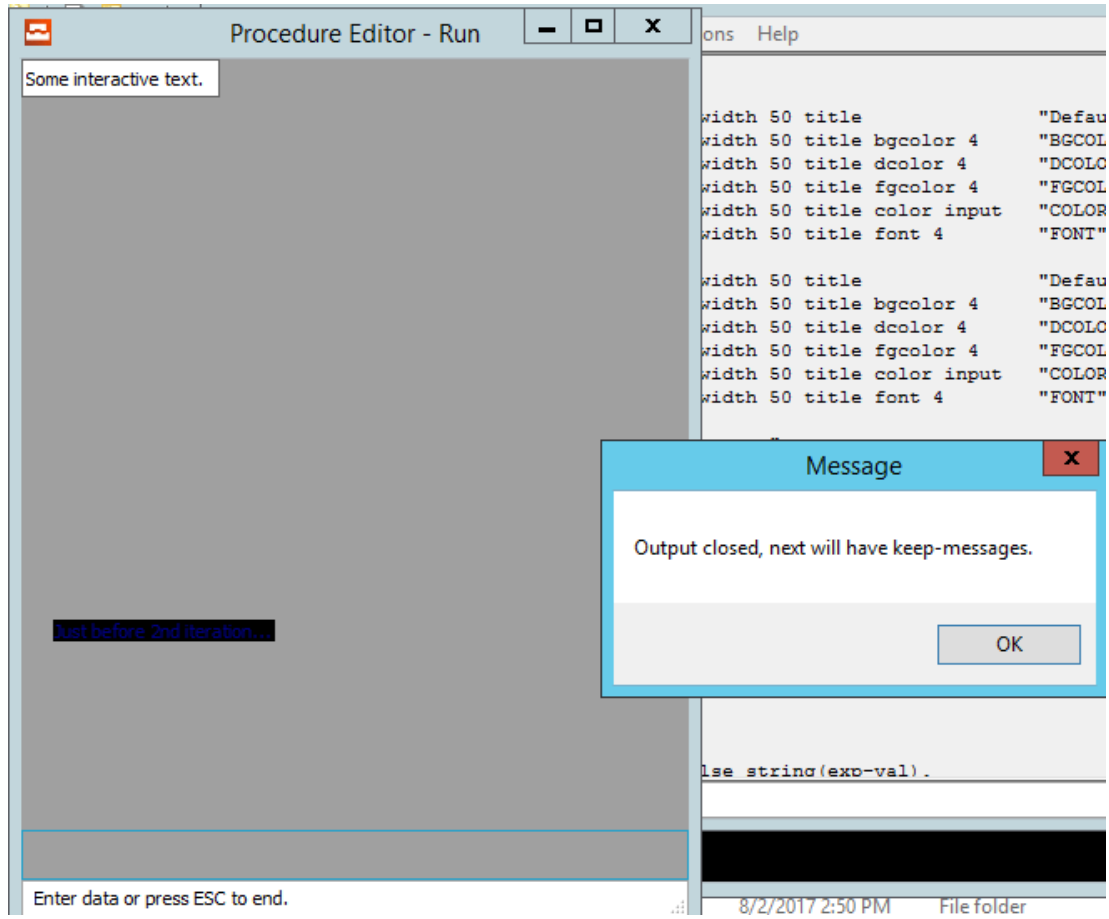 Procedure Editor - Run
ons Help
Some interactive text.
width 50 title "Defau
width 50 title bgcolor 4 "BGCOL
width 50 title dcolor 4 "DCOLO
width 50 title fgcolor 4 "FGCOL
width 50 title color input "COLOR
width 50 title font 4 "FONT"
width 50 title "Defau
width 50 title bgcolor 4 "BGCOL
width 50 title dcolor 4 "DCOLO
width 50 title fgcolor 4 "FGCOL
width 50 title color input "COLOR
width 50 title font 4 "FONT"
Message
Output closed, next will have keep-messages.
OK
Just before 2nd iteration...
lse string(exp-val).
Enter data or press ESC to end.
8/2/2017 2:50 PM File folder